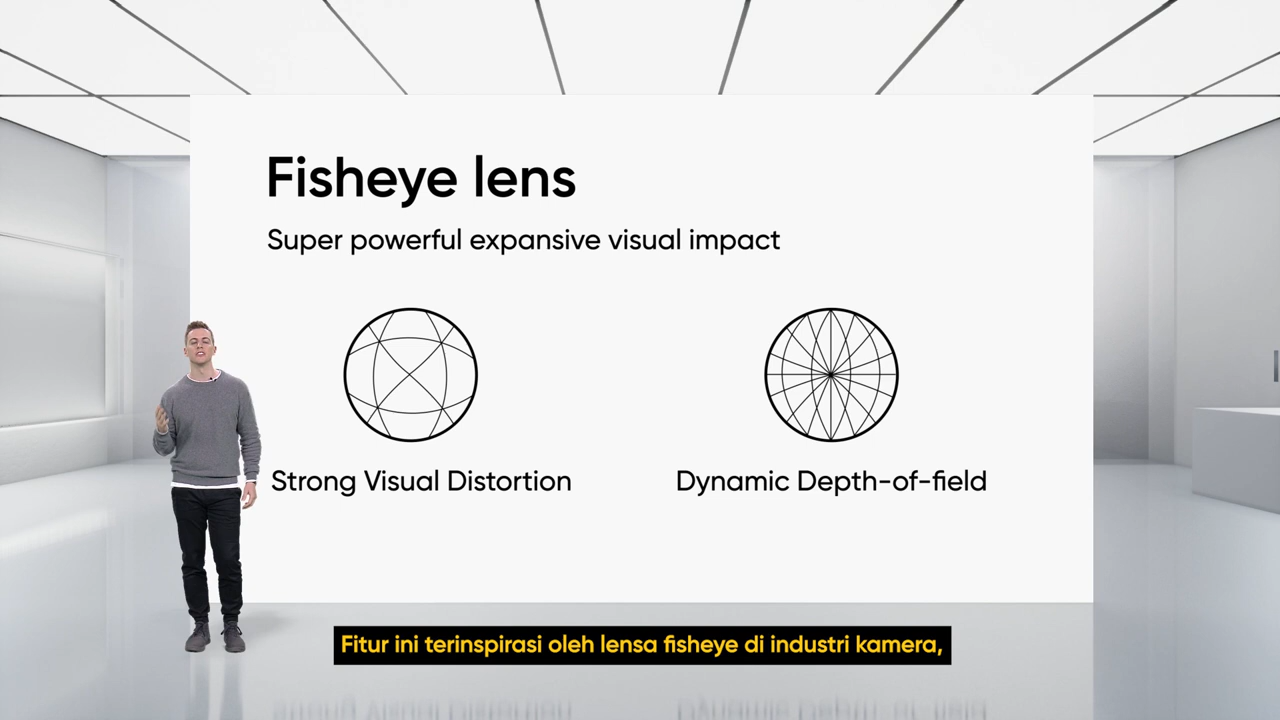 Fisheye lens
Super powerful expansive visual impact
Strong Visual Distortion
Dynamic Depth-of-field
Fitur ini terinspirasi oleh lensa fisheye di industri kamera,